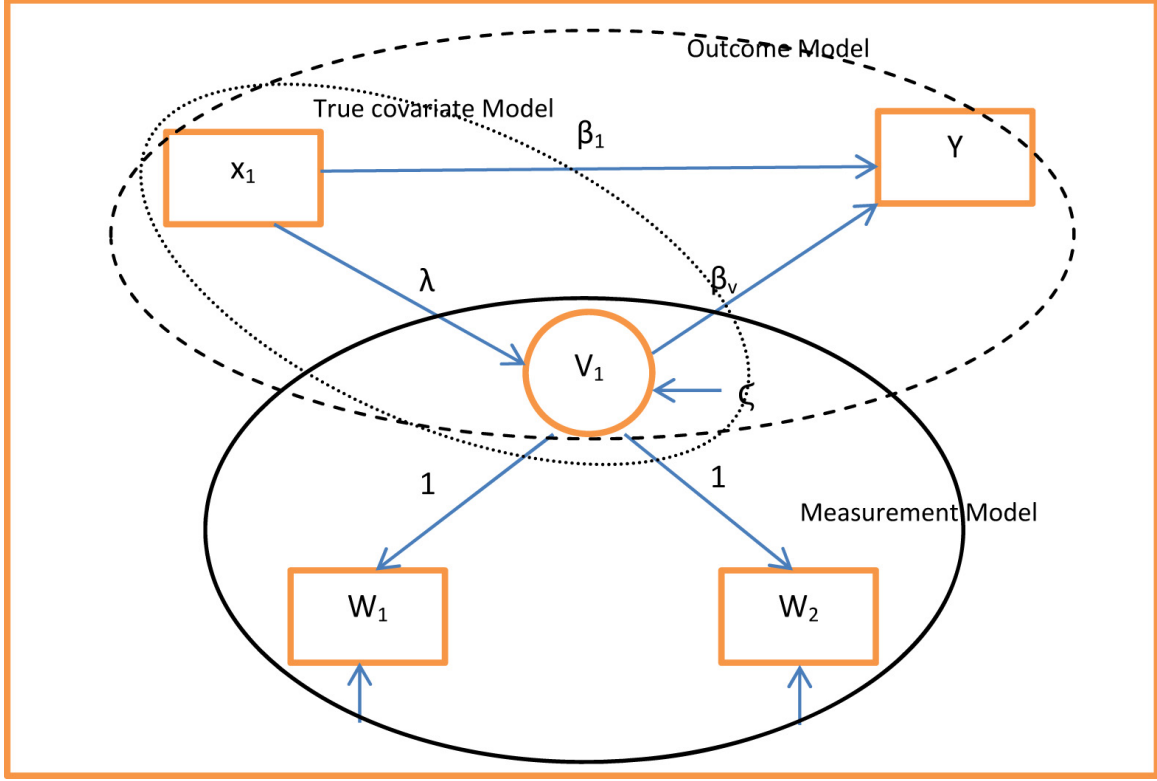 Outcome Model
True covariate Model
β₁
x₁
Y
λ
βᵥ
V₁
ς
1
1
Measurement Model
W₁
W₂